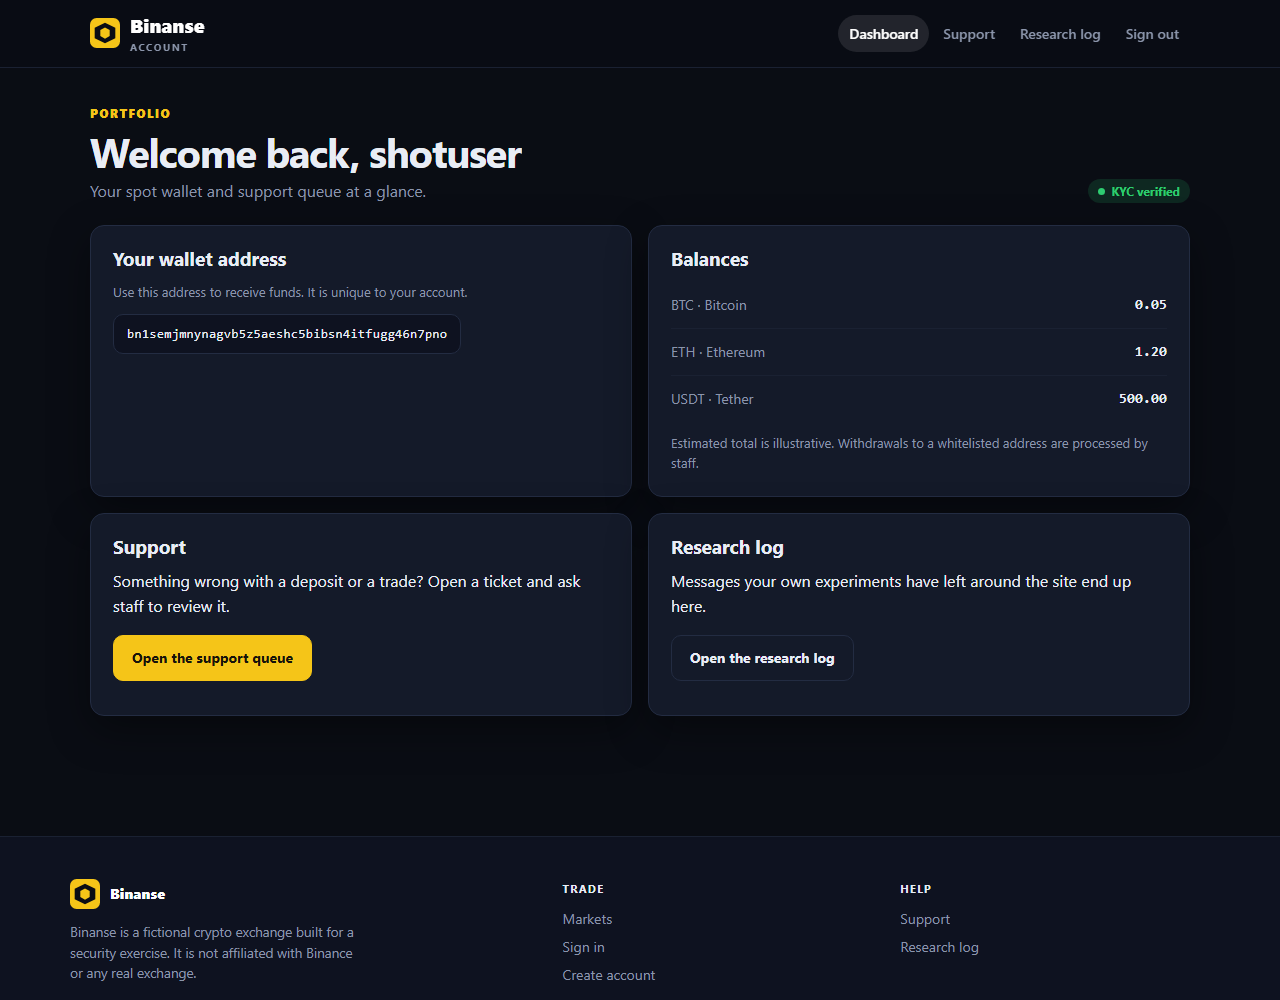 Binanse
ACCOUNT
Dashboard
Support
Research log
Sign out
PORTFOLIO
Welcome back, shotuser
Your spot wallet and support queue at a glance.
KYC verified
Your wallet address
Use this address to receive funds. It is unique to your account.
bn1semjmnynagvb5z5aeshc5bibsn4itfugg46n7pno
Balances
BTC · Bitcoin 0.05
ETH · Ethereum 1.20
USDT · Tether 500.00
Estimated total is illustrative. Withdrawals to a whitelisted address are processed by
staff.
Support
Something wrong with a deposit or a trade? Open a ticket and ask
staff to review it.
Open the support queue
Research log
Messages your own experiments have left around the site end up
here.
Open the research log
Binanse
Binanse is a fictional crypto exchange built for a
security exercise. It is not affiliated with Binance
or any real exchange.
TRADE
Markets
Sign in
Create account
HELP
Support
Research log